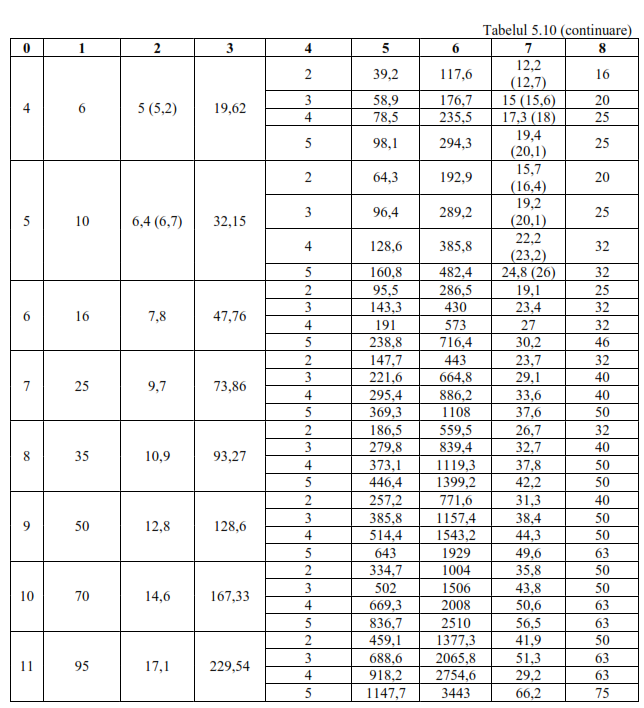 Tabelul 5.10 (continuare)
0 1 2 3 4 5 6 7 8
4 6 5 (5,2) 19,62 2 39,2 117,6 12,2 (12,7) 16
3 58,9 176,7 15 (15,6) 20
4 78,5 235,5 17,3 (18) 25
5 98,1 294,3 19,4 (20,1) 25
5 10 6,4 (6,7) 32,15 2 64,3 192,9 15,7 (16,4) 20
3 96,4 289,2 19,2 (20,1) 25
4 128,6 385,8 22,2 (23,2) 32
5 160,8 482,4 24,8 (26) 32
6 16 7,8 47,76 2 95,5 286,5 19,1 25
3 143,3 430 23,4 32
4 191 573 27 32
5 238,8 716,4 30,2 46
7 25 9,7 73,86 2 147,7 443 23,7 32
3 221,6 664,8 29,1 40
4 295,4 886,2 33,6 40
5 369,3 1108 37,6 50
8 35 10,9 93,27 2 186,5 559,5 26,7 32
3 279,8 839,4 32,7 40
4 373,1 1119,3 37,8 50
5 446,4 1399,2 42,2 50
9 50 12,8 128,6 2 257,2 771,6 31,3 40
3 385,8 1157,4 38,4 50
4 514,4 1543,2 44,3 50
5 643 1929 49,6 63
10 70 14,6 167,33 2 334,7 1004 35,8 50
3 502 1506 43,8 50
4 669,3 2008 50,6 63
5 836,7 2510 56,5 63
11 95 17,1 229,54 2 459,1 1377,3 41,9 50
3 688,6 2065,8 51,3 63
4 918,2 2754,6 29,2 63
5 1147,7 3443 66,2 75